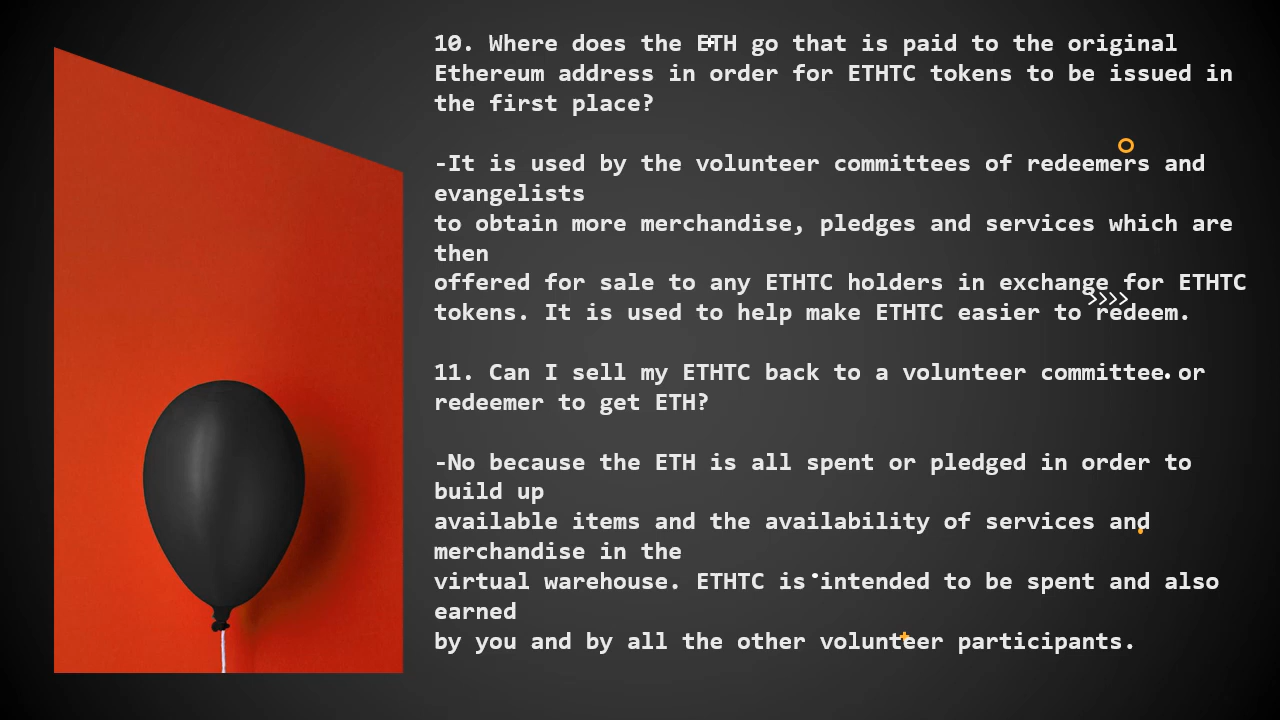 10. Where does the ETH go that is paid to the original
Ethereum address in order for ETHTC tokens to be issued in
the first place?
-It is used by the volunteer committees of redeemers and
evangelists
to obtain more merchandise, pledges and services which are
then
offered for sale to any ETHTC holders in exchange for ETHTC
tokens. It is used to help make ETHTC easier to redeem.
11. Can I sell my ETHTC back to a volunteer committee or
redeemer to get ETH?
-No because the ETH is all spent or pledged in order to
build up
available items and the availability of services and
merchandise in the
virtual warehouse. ETHTC is intended to be spent and also
earned
by you and by all the other volunteer participants.